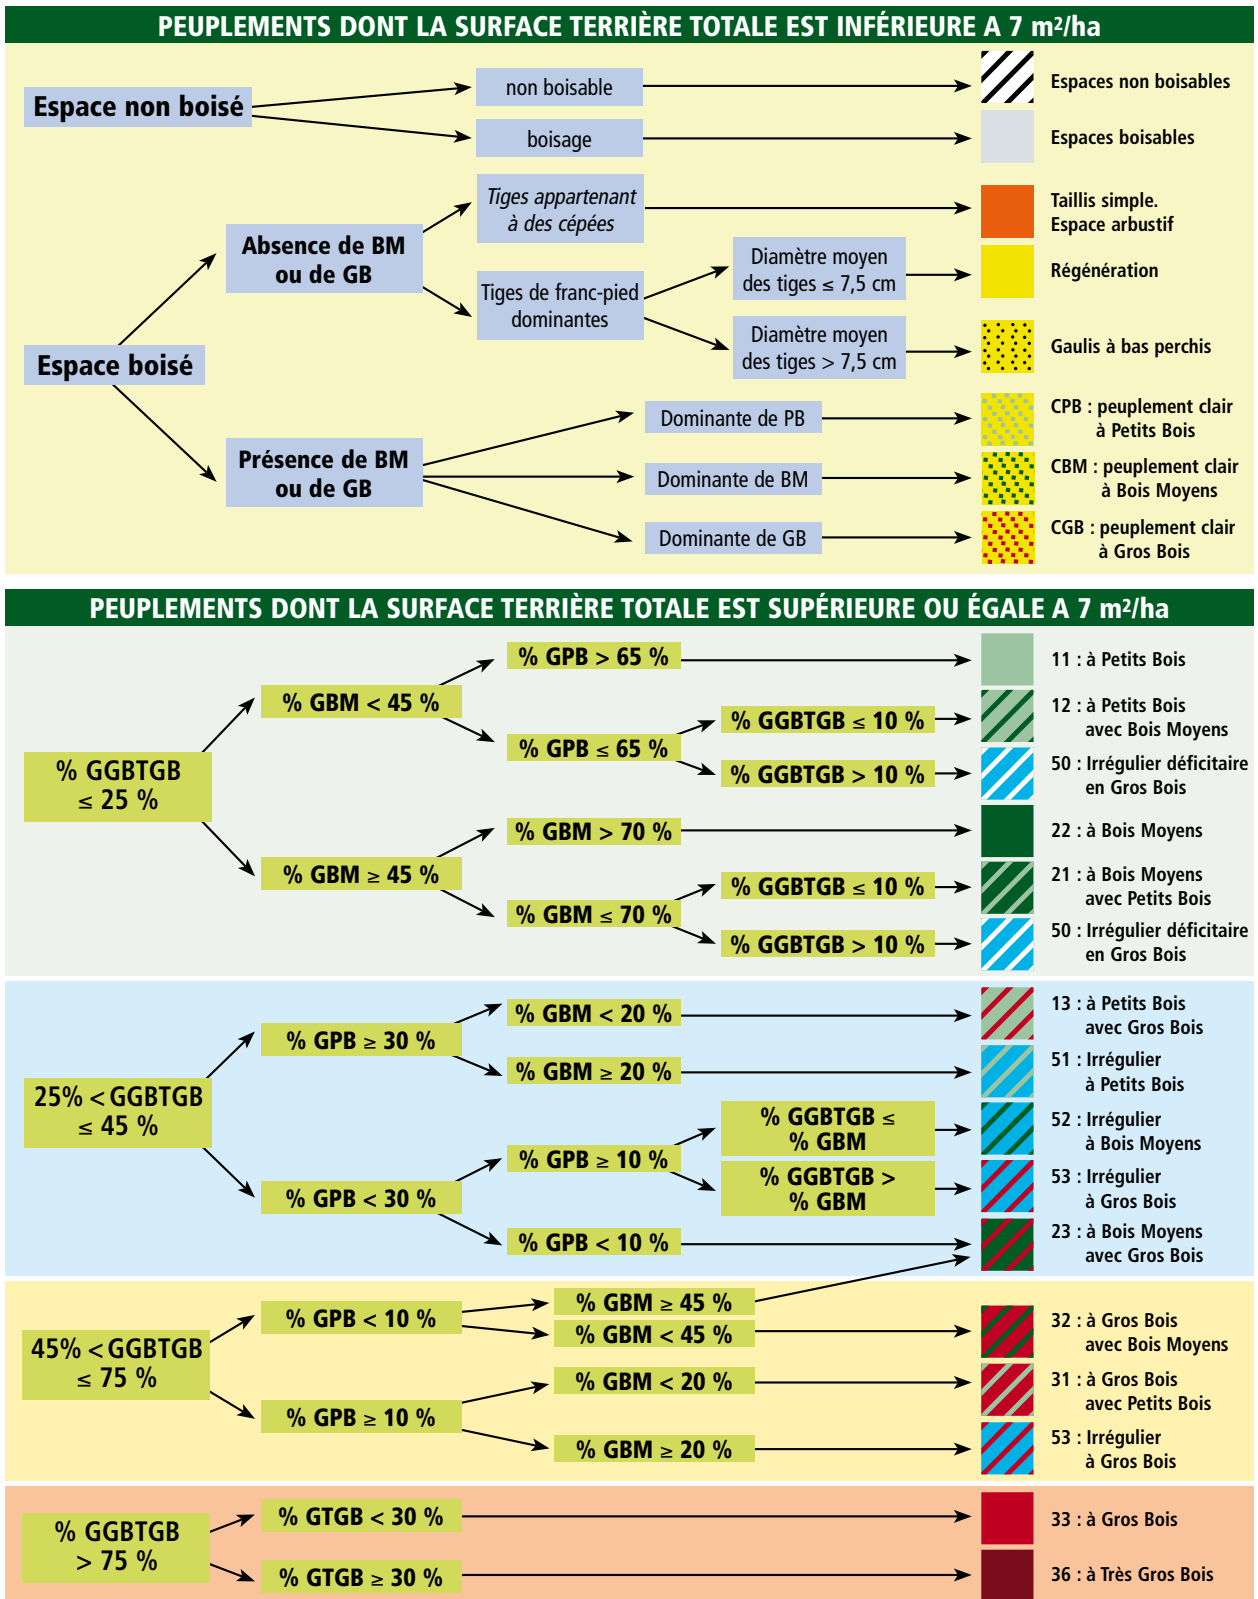 PEUPLEMENTS DONT LA SURFACE TERRIÈRE TOTALE EST INFÉRIEURE A 7 m²/ha
Espace non boisé
non boisable
Espaces non boisables
boisage
Espaces boisables
Espace boisé
Absence de BM
ou de GB
Tiges appartenant
à des cépées
Taillis simple.
Espace arbustif
Tiges de franc-pied
dominantes
Diamètre moyen
des tiges ≤ 7,5 cm
Régénération
Diamètre moyen
des tiges > 7,5 cm
Gaulis à bas perchis
Présence de BM
ou de GB
Dominante de PB
CPB : peuplement clair
à Petits Bois
Dominante de BM
CBM : peuplement clair
à Bois Moyens
Dominante de GB
CGB : peuplement clair
à Gros Bois
PEUPLEMENTS DONT LA SURFACE TERRIÈRE TOTALE EST SUPÉRIEURE OU ÉGALE A 7 m²/ha
% GGBTGB
≤ 25 %
% GBM < 45 %
% GPB > 65 %
11 : à Petits Bois
% GPB ≤ 65 %
% GGBTGB ≤ 10 %
12 : à Petits Bois
avec Bois Moyens
% GGBTGB > 10 %
50 : Irrégulier déficitaire
en Gros Bois
% GBM ≥ 45 %
% GBM > 70 %
22 : à Bois Moyens
% GBM ≤ 70 %
% GGBTGB ≤ 10 %
21 : à Bois Moyens
avec Petits Bois
% GGBTGB > 10 %
50 : Irrégulier déficitaire
en Gros Bois
25% < GGBTGB
≤ 45 %
% GPB ≥ 30 %
% GBM < 20 %
13 : à Petits Bois
avec Gros Bois
% GBM ≥ 20 %
51 : Irrégulier
à Petits Bois
% GPB < 30 %
% GPB ≥ 10 %
% GGBTGB ≤
% GBM
52 : Irrégulier
à Bois Moyens
% GGBTGB >
% GBM
53 : Irrégulier
à Gros Bois
% GPB < 10 %
23 : à Bois Moyens
avec Gros Bois
45% < GGBTGB
≤ 75 %
% GPB < 10 %
% GBM ≥ 45 %
% GBM < 45 %
32 : à Gros Bois
avec Bois Moyens
% GPB ≥ 10 %
% GBM < 20 %
31 : à Gros Bois
avec Petits Bois
% GBM ≥ 20 %
53 : Irrégulier
à Gros Bois
% GGBTGB
> 75 %
% GTGB < 30 %
33 : à Gros Bois
% GTGB ≥ 30 %
36 : à Très Gros Bois